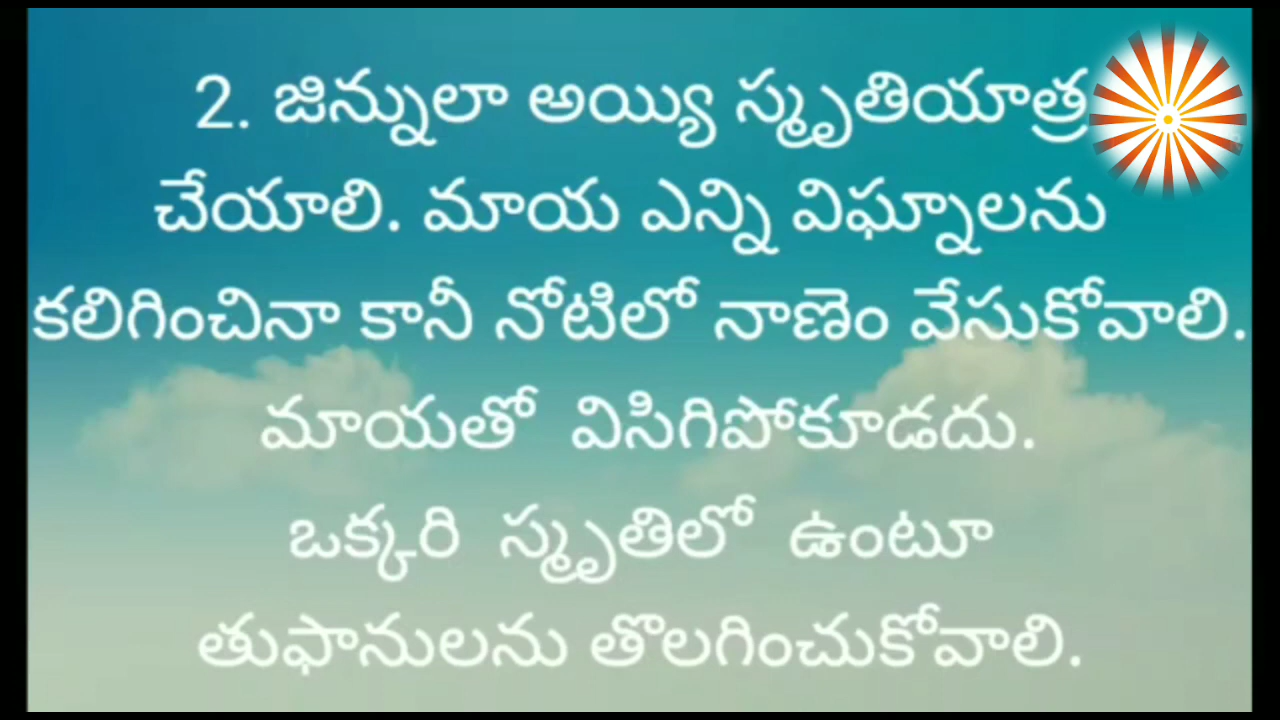 2. జిన్నులా అయ్యి స్మృతియాత్ర
చేయాలి. మాయ ఎన్ని విఘ్నాలను
కలిగించినా కానీ నోటిలో నాణెం వేసుకోవాలి.
మాయతో విసిగిపోకూడదు.
ఒక్కరి స్మృతిలో ఉంటూ
తుఫానులను తొలగించుకోవాలి.